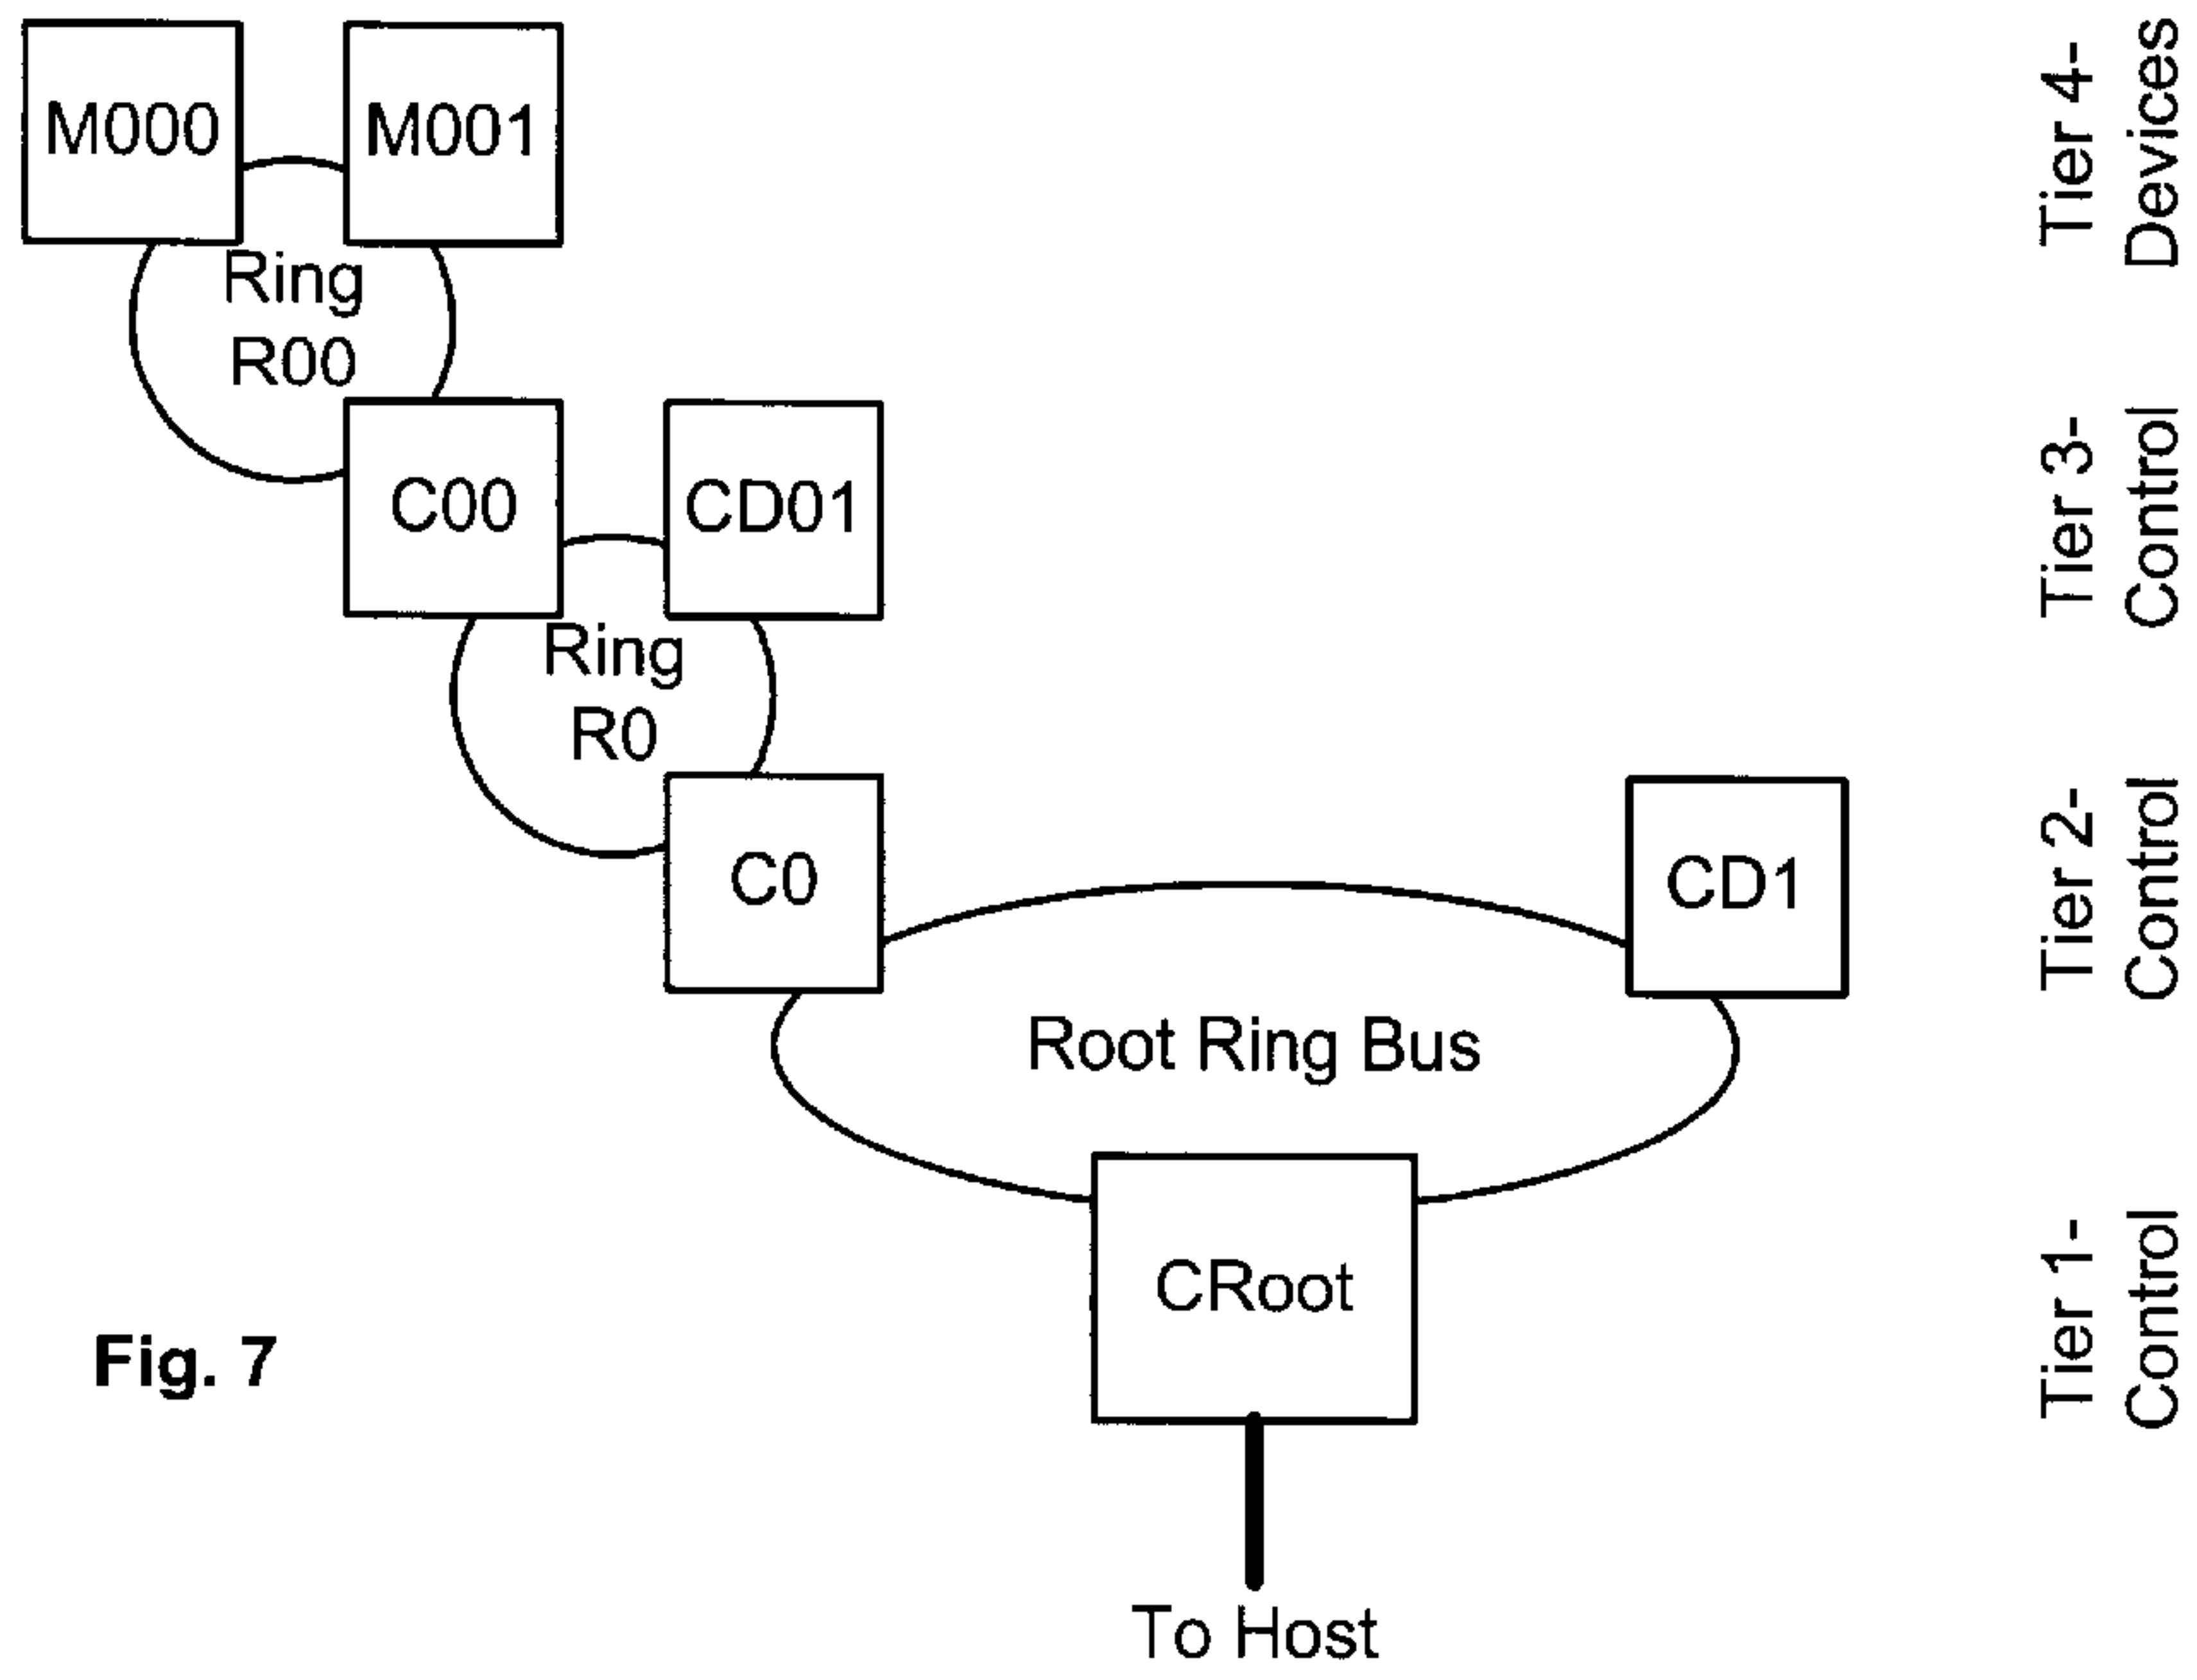 M000
M001
Tier 4-
Devices
Ring
R00
C00
CD01
Tier 3-
Control
Ring
R0
C0
CD1
Tier 2-
Control
Root Ring Bus
CRoot
Tier 1-
Control
Fig. 7
To Host